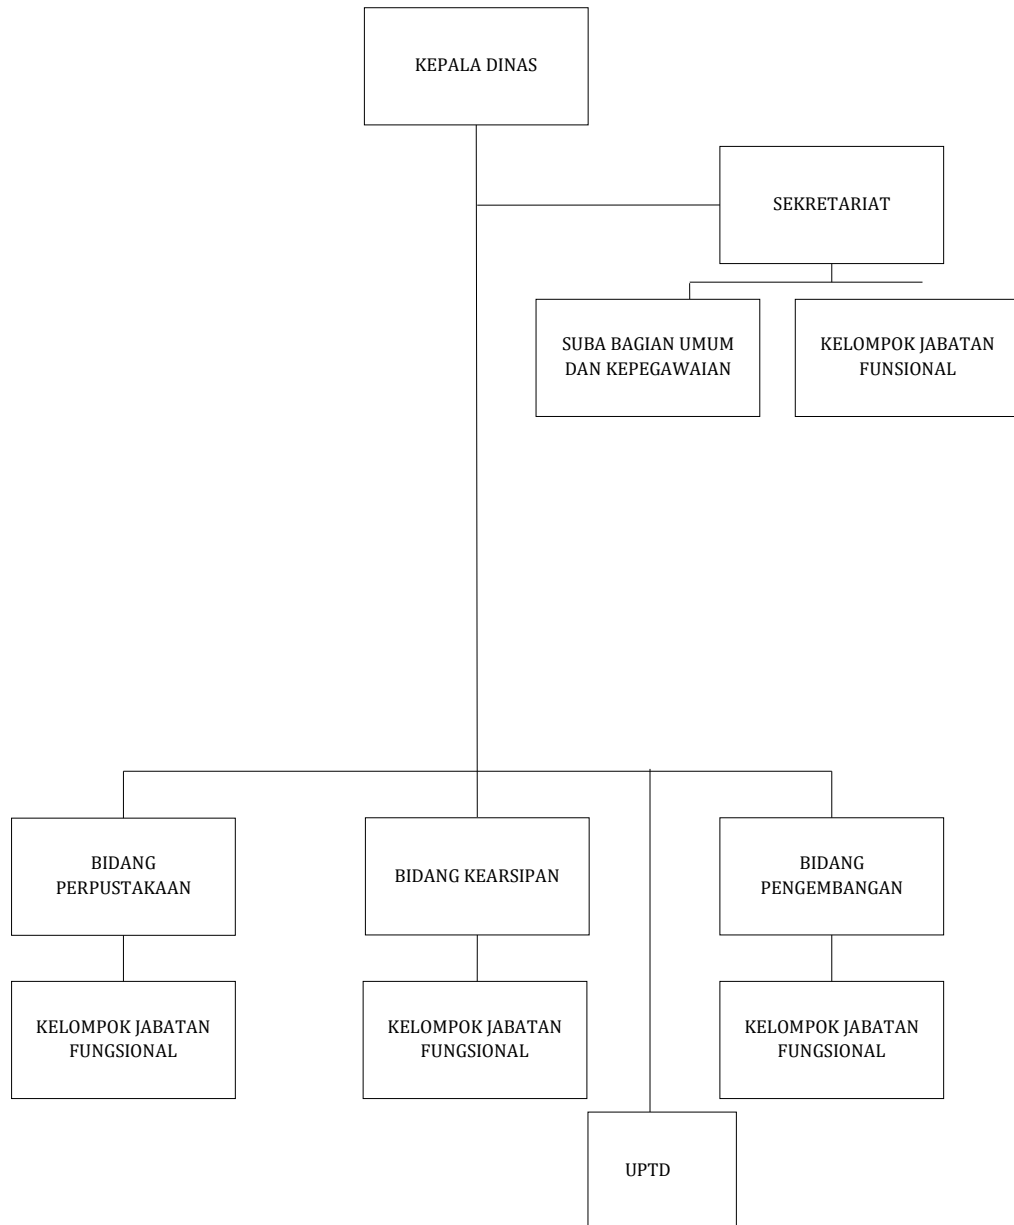 KEPALA DINAS
SEKRETARIAT
SUBA BAGIAN UMUM
DAN KEPEGAWAIAN
KELOMPOK JABATAN
FUNSIONAL
BIDANG
PERPUSTAKAAN
BIDANG KEARSIPAN
BIDANG
PENGEMBANGAN
KELOMPOK JABATAN
FUNGSIONAL
KELOMPOK JABATAN
FUNGSIONAL
KELOMPOK JABATAN
FUNGSIONAL
UPTD